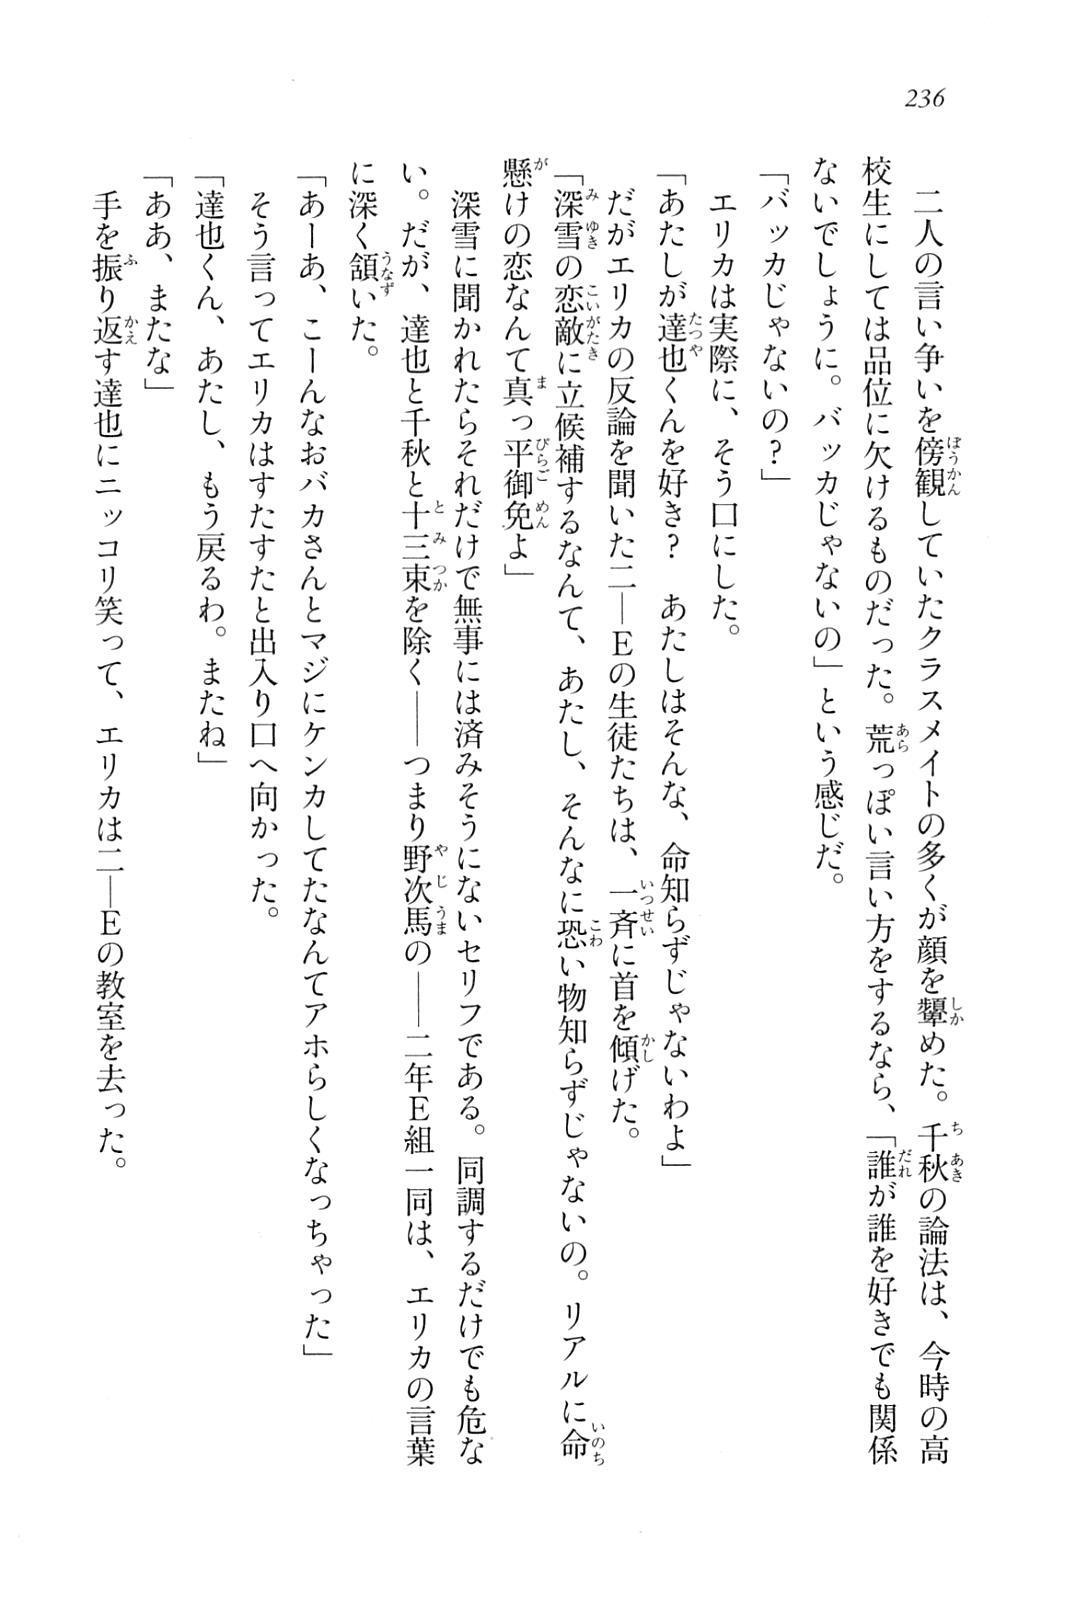 236
二人の言い争いを傍観していたクラスメイトの多くが顔を顰めた。千秋の論法は、今時の高
校生にしては品位に欠けるものだった。荒っぽい言い方をするなら、「誰が誰を好きでも関係
ないでしょうに。バッカじゃないの」という感じだ。
「バッカじゃないの？」
エリカは実際に、そう口にした。
「あたしが達也くんを好き？　あたしはそんな、命知らずじゃないわよ」
だがエリカの反論を聞いた二―Ｅの生徒たちは、一斉に首を傾げた。
「深雪の恋敵に立候補するなんて、あたし、そんなに恐い物知らずじゃないの。リアルに命
懸けの恋なんて真っ平御免よ」
深雪に聞かれたらそれだけで無事には済みそうにないセリフである。同調するだけでも危な
い。だが、達也と千秋と十三束を除く――つまり野次馬の――二年Ｅ組一同は、エリカの言葉
に深く頷いた。
「あーあ、こーんなおバカさんとマジにケンカしてたなんてアホらしくなっちゃった」
そう言ってエリカはすたすたと出入り口へ向かった。
「達也くん、あたし、もう戻るわ。またね」
「ああ、またな」
手を振り返す達也にニッコリ笑って、エリカは二―Ｅの教室を去った。